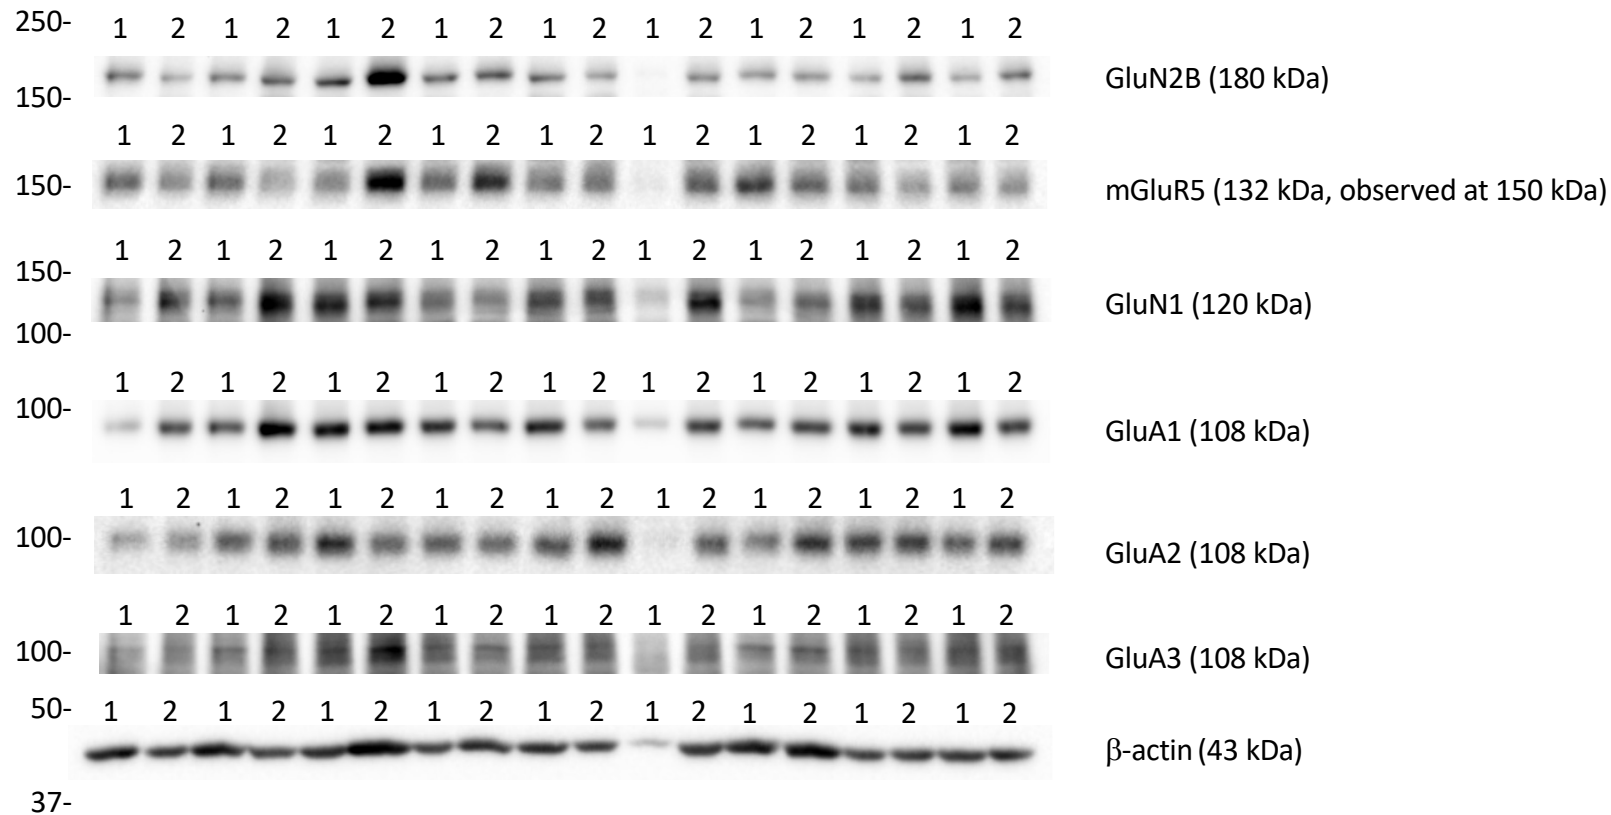 250- 1 2 1 2 1 2 1 2 1 2 1 2 1 2 1 2 1 2
GluN2B (180 kDa)
150-
1 2 1 2 1 2 1 2 1 2 1 2 1 2 1 2 1 2
150- mGluR5 (132 kDa, observed at 150 kDa)
1 2 1 2 1 2 1 2 1 2 1 2 1 2 1 2 1 2
150-
GluN1 (120 kDa)
100-
1 2 1 2 1 2 1 2 1 2 1 2 1 2 1 2 1 2
100-
GluA1 (108 kDa)
1 2 1 2 1 2 1 2 1 2 1 2 1 2 1 2 1 2
100- GluA2 (108 kDa)
1 2 1 2 1 2 1 2 1 2 1 2 1 2 1 2 1 2
100- GluA3 (108 kDa)
50- 1 2 1 2 1 2 1 2 1 2 1 2 1 2 1 2 1 2
β-actin (43 kDa)
37-